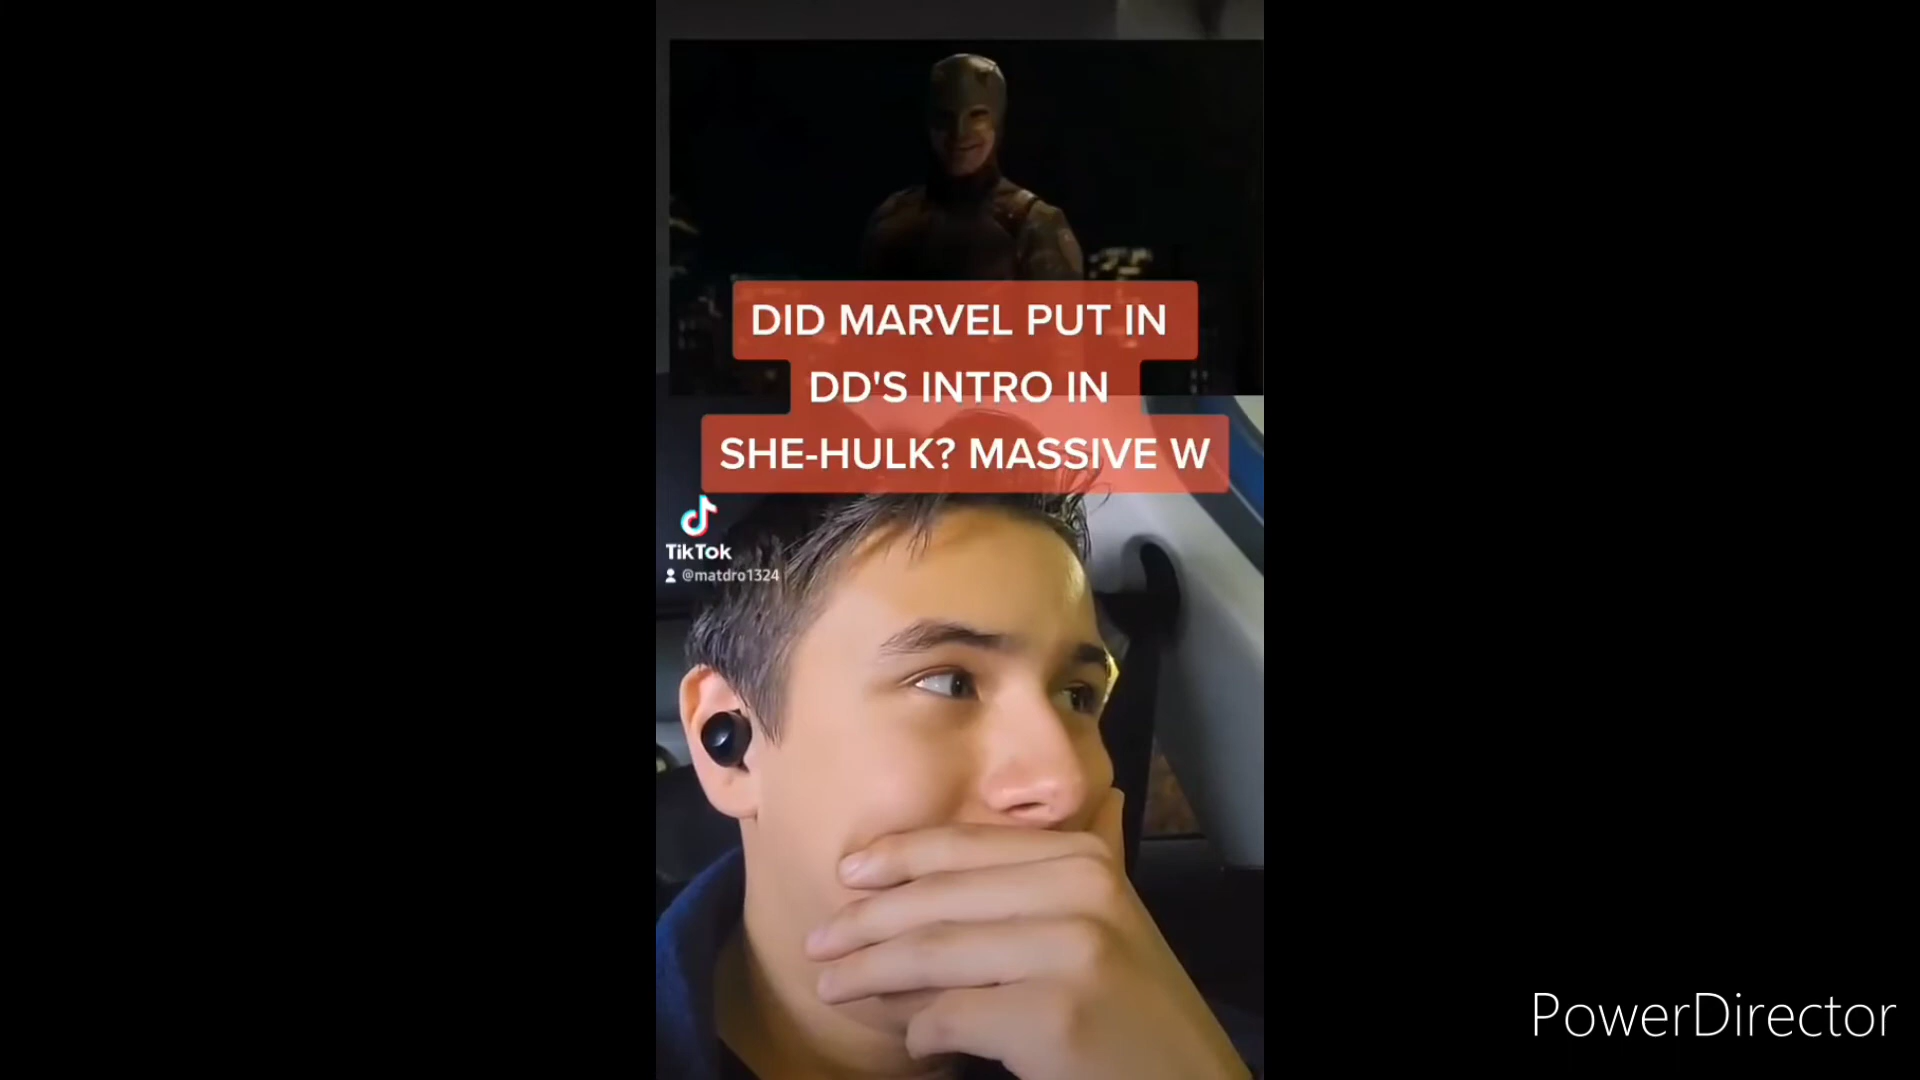 DID MARVEL PUT IN
DD'S INTRO IN
SHE-HULK? MASSIVE W
TikTok
@matdro1324
PowerDirector